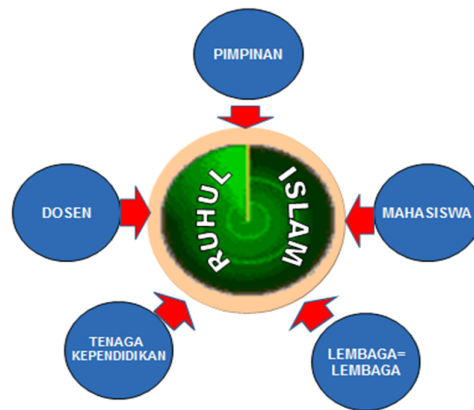 PIMPINAN
RUHUL ISLAM
DOSEN
MAHASISWA
TENAGA
KEPENDIDIKAN
LEMBAGA=
LEMBAGA